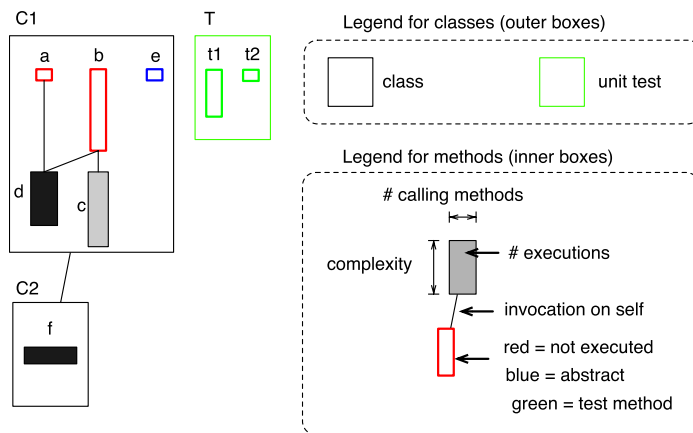 C1
T
a
b
e
t1
t2
d
c
C2
f
Legend for classes (outer boxes)
class
unit test
Legend for methods (inner boxes)
# calling methods
# executions
complexity
invocation on self
red = not executed
blue = abstract
green = test method